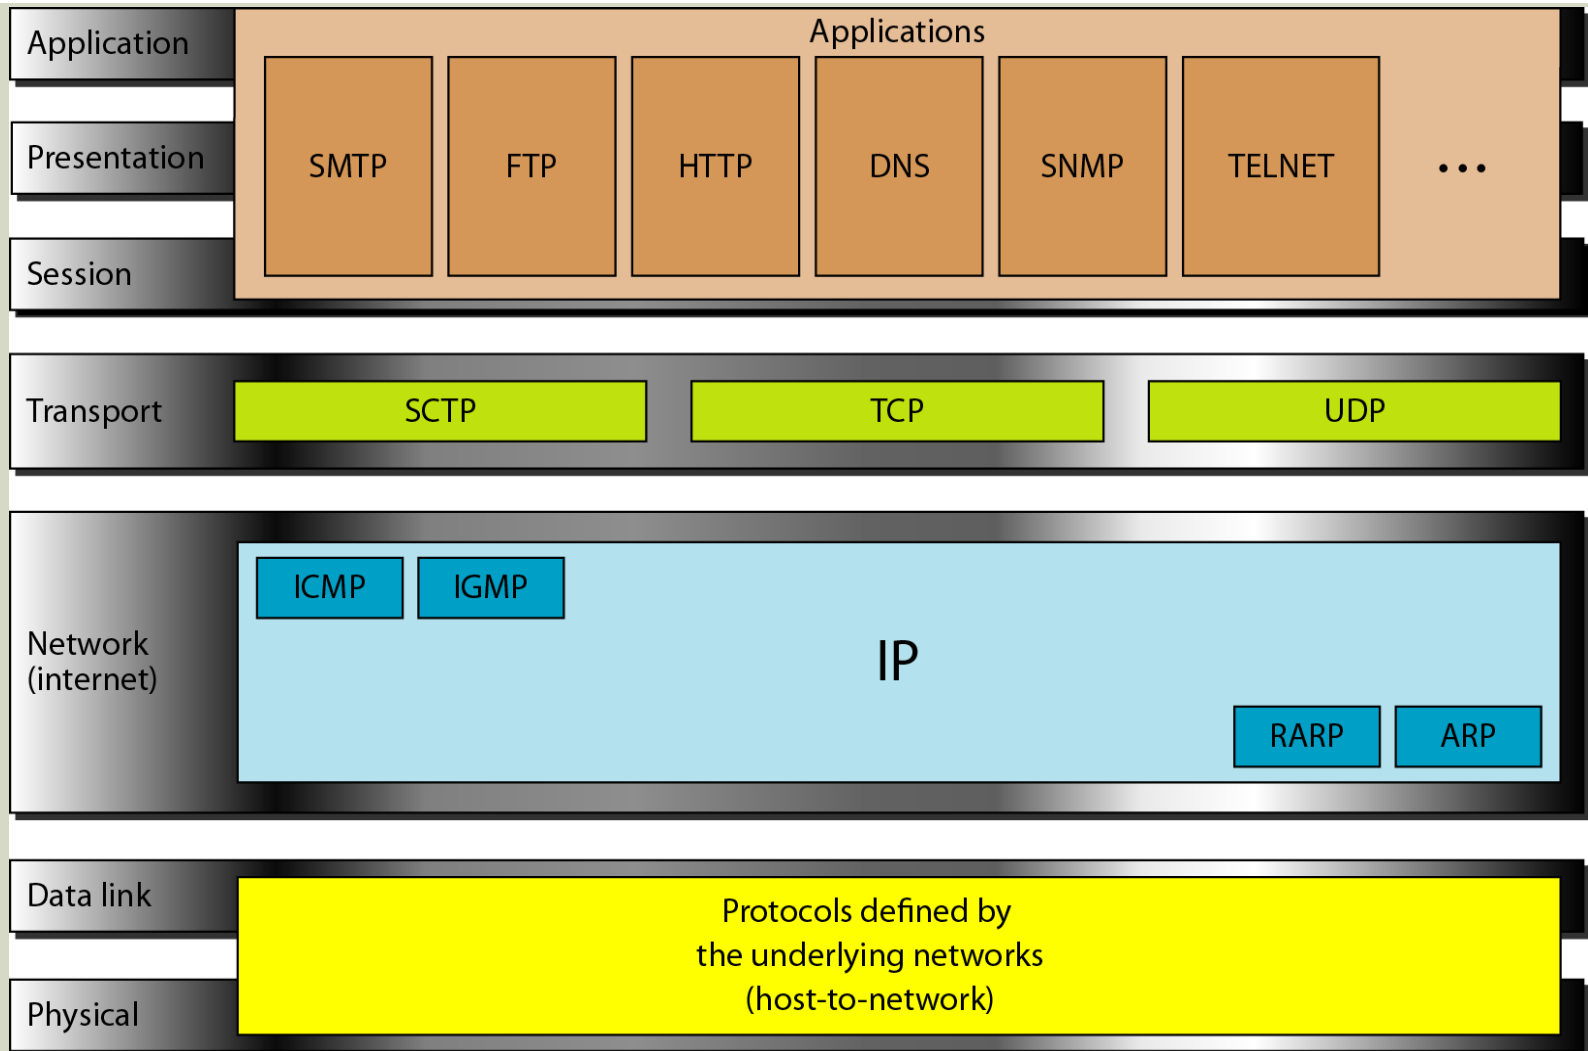 Application
Applications
Presentation
SMTP
FTP
HTTP
DNS
SNMP
TELNET
...
Session
Transport
SCTP
TCP
UDP
Network
(internet)
ICMP
IGMP
IP
RARP
ARP
Data link
Protocols defined by
the underlying networks
(host-to-network)
Physical